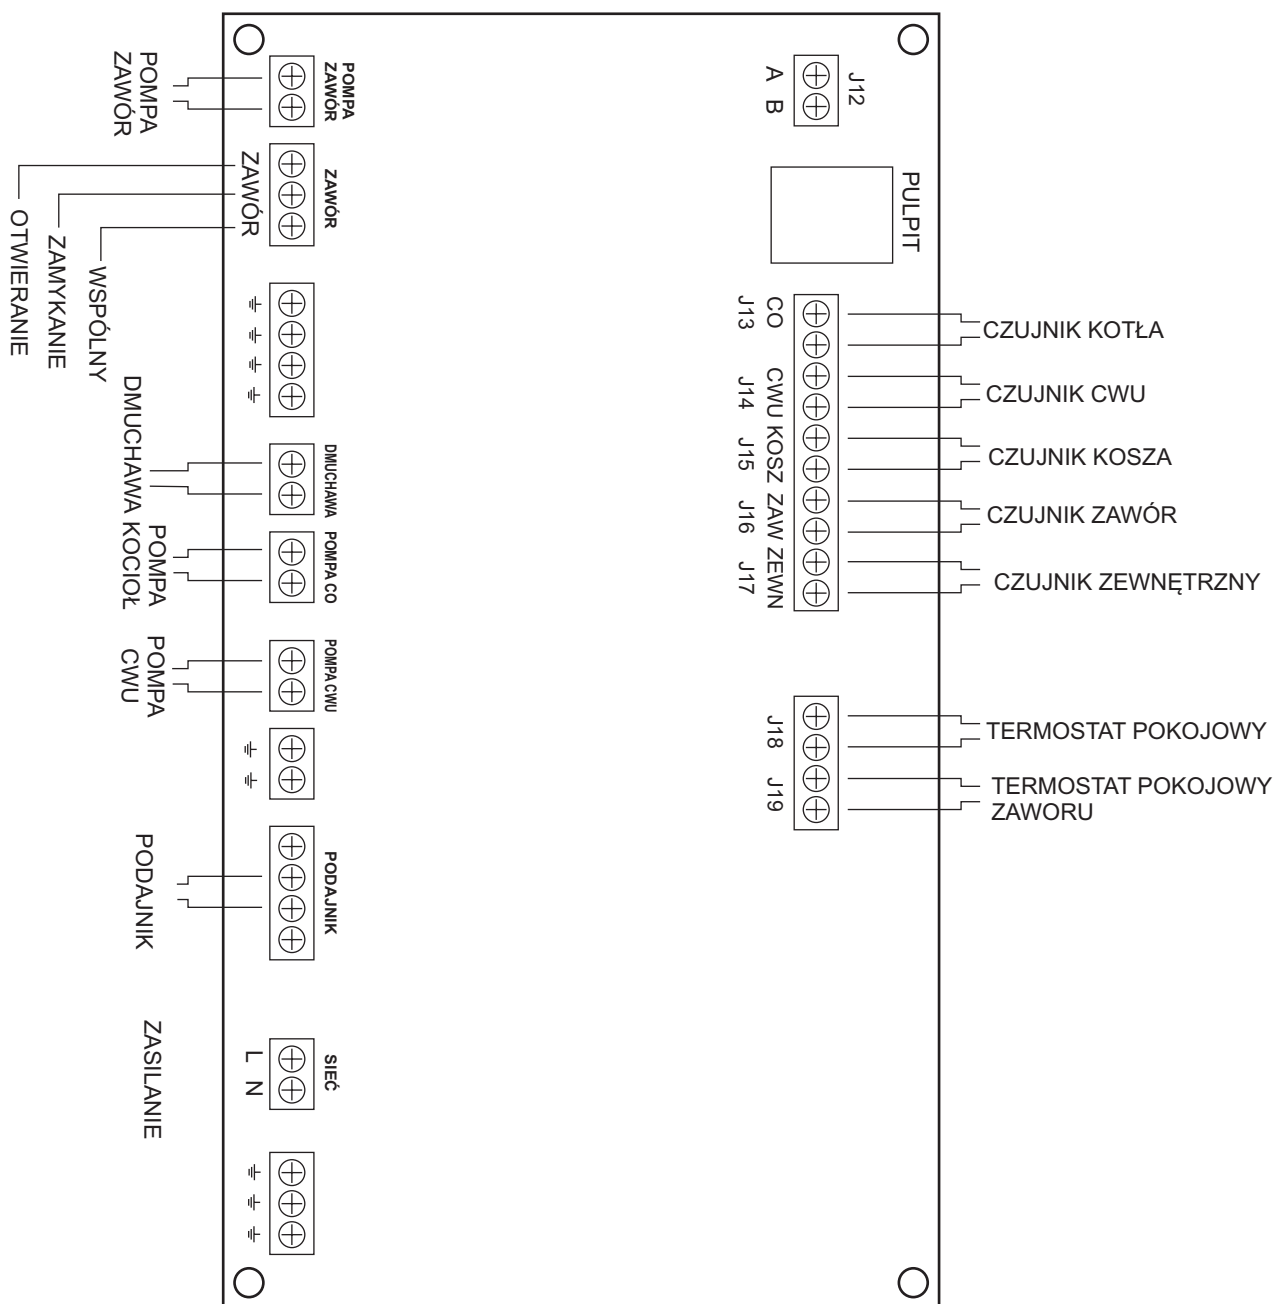 POMPA
ZAWÓR
POMPA
ZAWÓR
OTWIERANIE
ZAMYKANIE
WSPÓLNY
ZAWÓR
ZAWÓR
DMUCHAWA
DMUCHAWA
POMPA
KOCIOŁ
POMPA CO
POMPA
CWU
POMPA CWU
PODAJNIK
PODAJNIK
ZASILANIE
L N
SIEĆ
J12
A B
PULPIT
J13
CO
CZUJNIK KOTŁA
J14
CWU
CZUJNIK CWU
J15
KOSZ
CZUJNIK KOSZA
J16
ZAW
CZUJNIK ZAWÓR
J17
ZEWN
CZUJNIK ZEWNĘTRZNY
J18
TERMOSTAT POKOJOWY
J19
TERMOSTAT POKOJOWY
ZAWORU